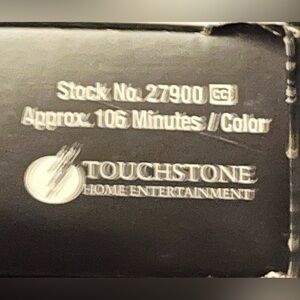 Stock No. 27900 CC
Approx. 106 Minutes / Color
TOUCHSTONE
HOME ENTERTAINMENT